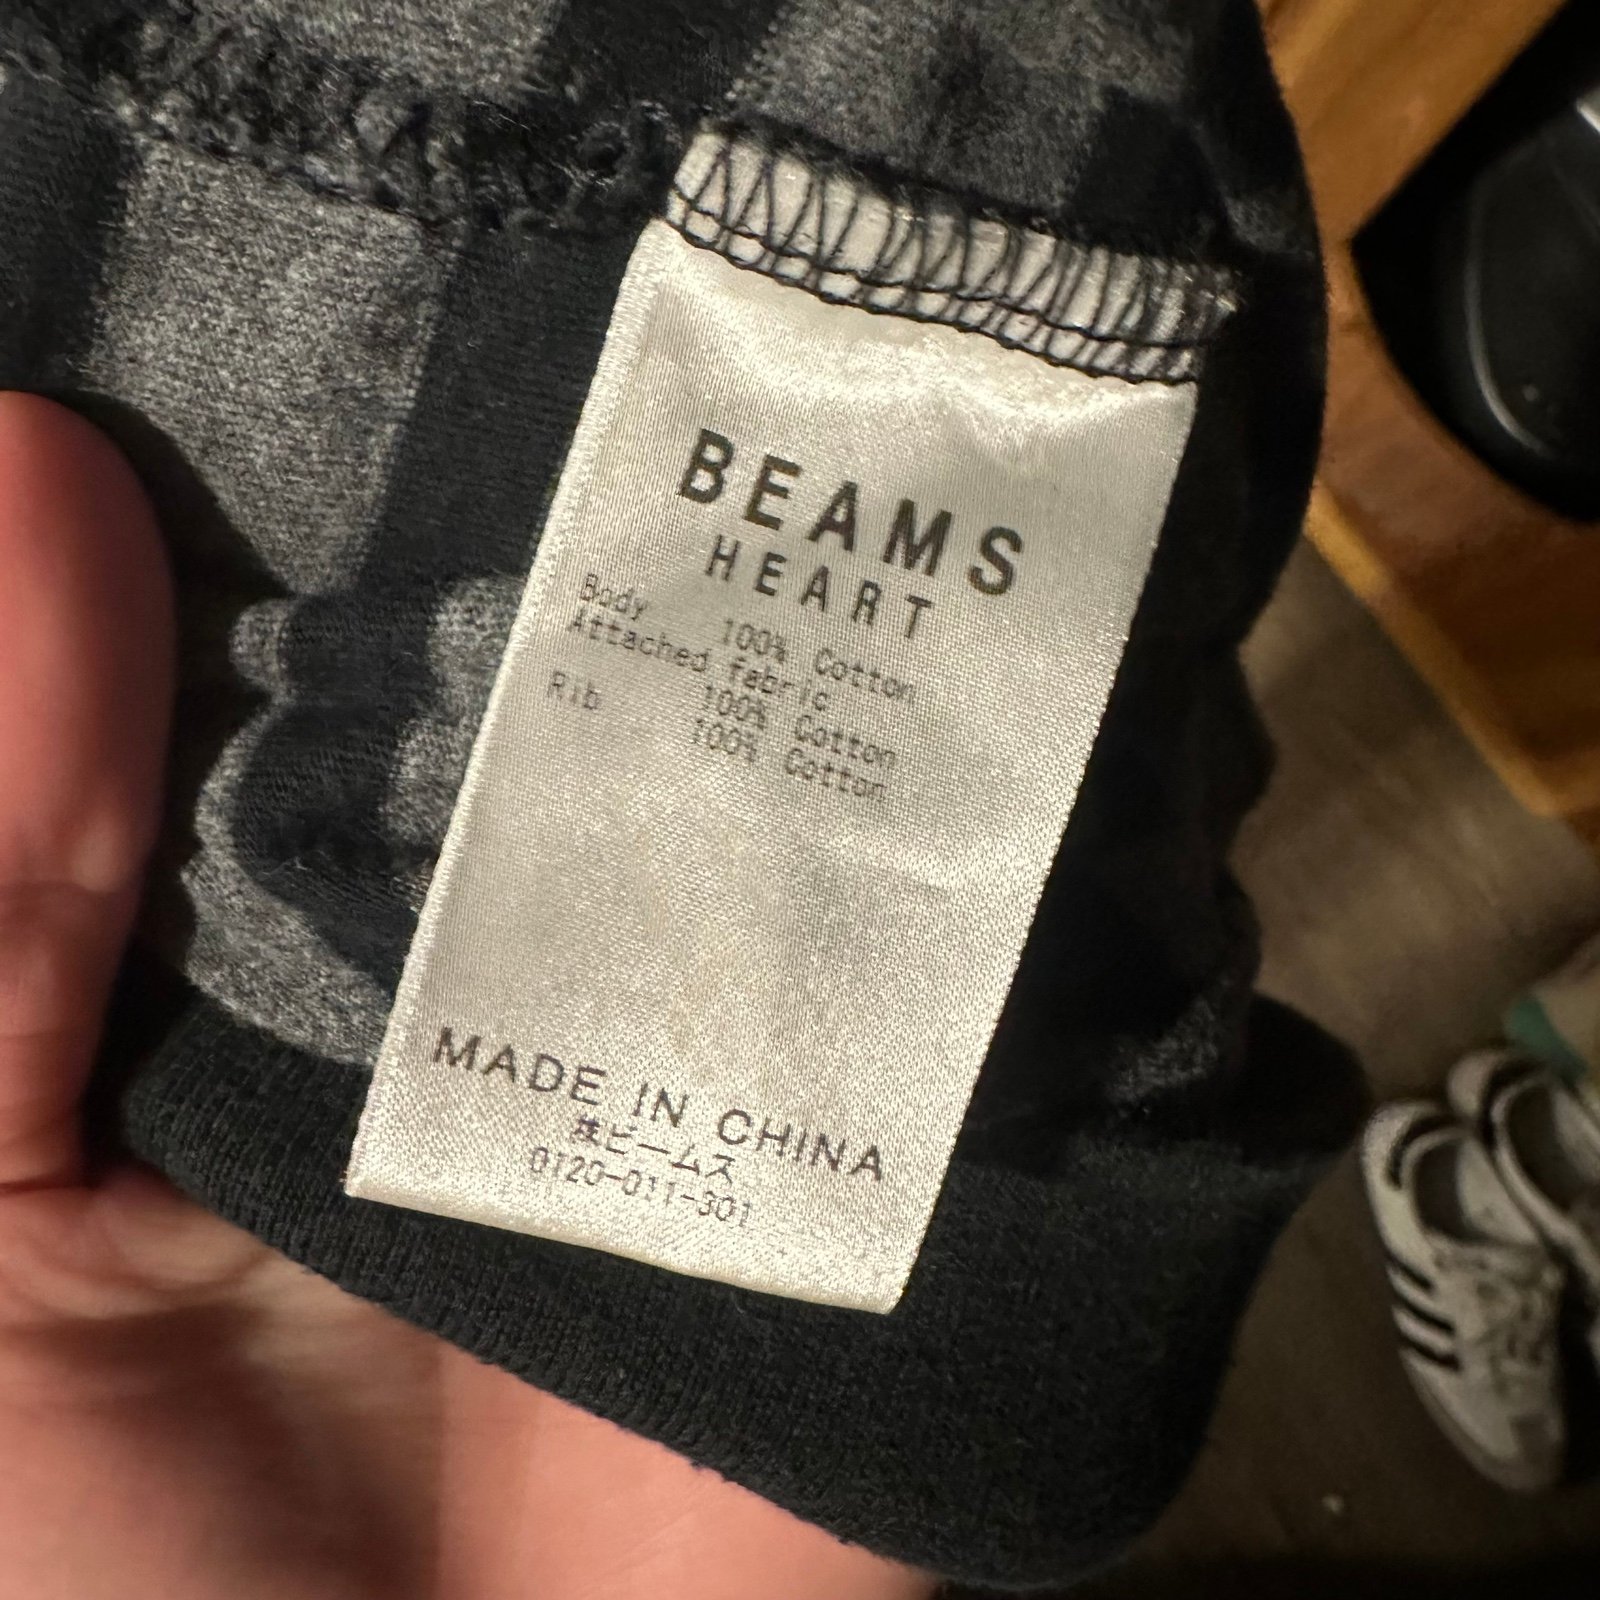 BEAMS
HEART
Body 100% Cotton
Attached fabric
100% Cotton
Rib 100% Cotton
MADE IN CHINA
㈱ビームス
0120-011-301